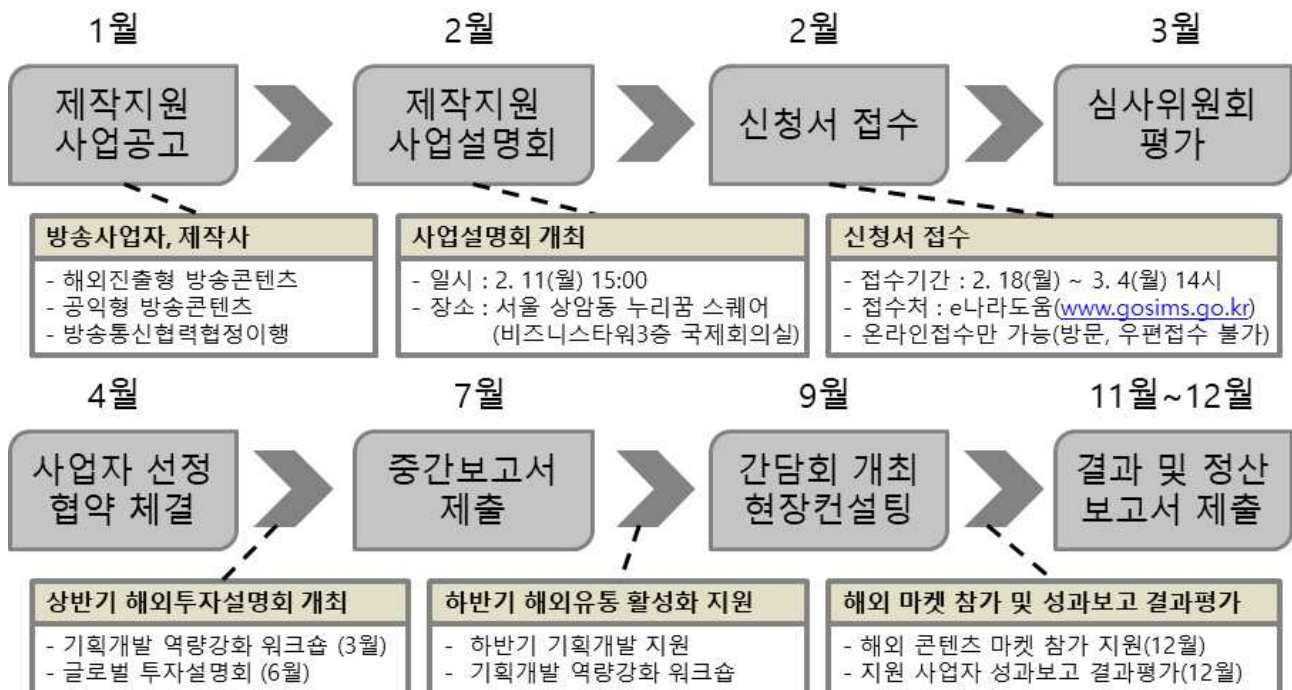 1월
2월
2월
3월
제작지원
사업공고
제작지원
사업설명회
신청서 접수
심사위원회
평가
방송사업자, 제작사
- 해외진출형 방송콘텐츠
- 공익형 방송콘텐츠
- 방송통신협력협정이행
사업설명회 개최
- 일시 : 2. 11(월) 15:00
- 장소 : 서울 상암동 누리꿈 스퀘어
(비즈니스타워3층 국제회의실)
신청서 접수
- 접수기간 : 2. 18(월) ~ 3. 4(월) 14시
- 접수처 : e나라도움(www.gosims.go.kr)
- 온라인접수만 가능(방문, 우편접수 불가)
4월
7월
9월
11월~12월
사업자 선정
협약 체결
중간보고서
제출
간담회 개최
현장컨설팅
결과 및 정산
보고서 제출
상반기 해외투자설명회 개최
- 기획개발 역량강화 워크숍 (3월)
- 글로벌 투자설명회 (6월)
하반기 해외유통 활성화 지원
- 하반기 기획개발 지원
- 기획개발 역량강화 워크숍
해외 마켓 참가 및 성과보고 결과평가
- 해외 콘텐츠 마켓 참가 지원(12월)
- 지원 사업자 성과보고 결과평가(12월)